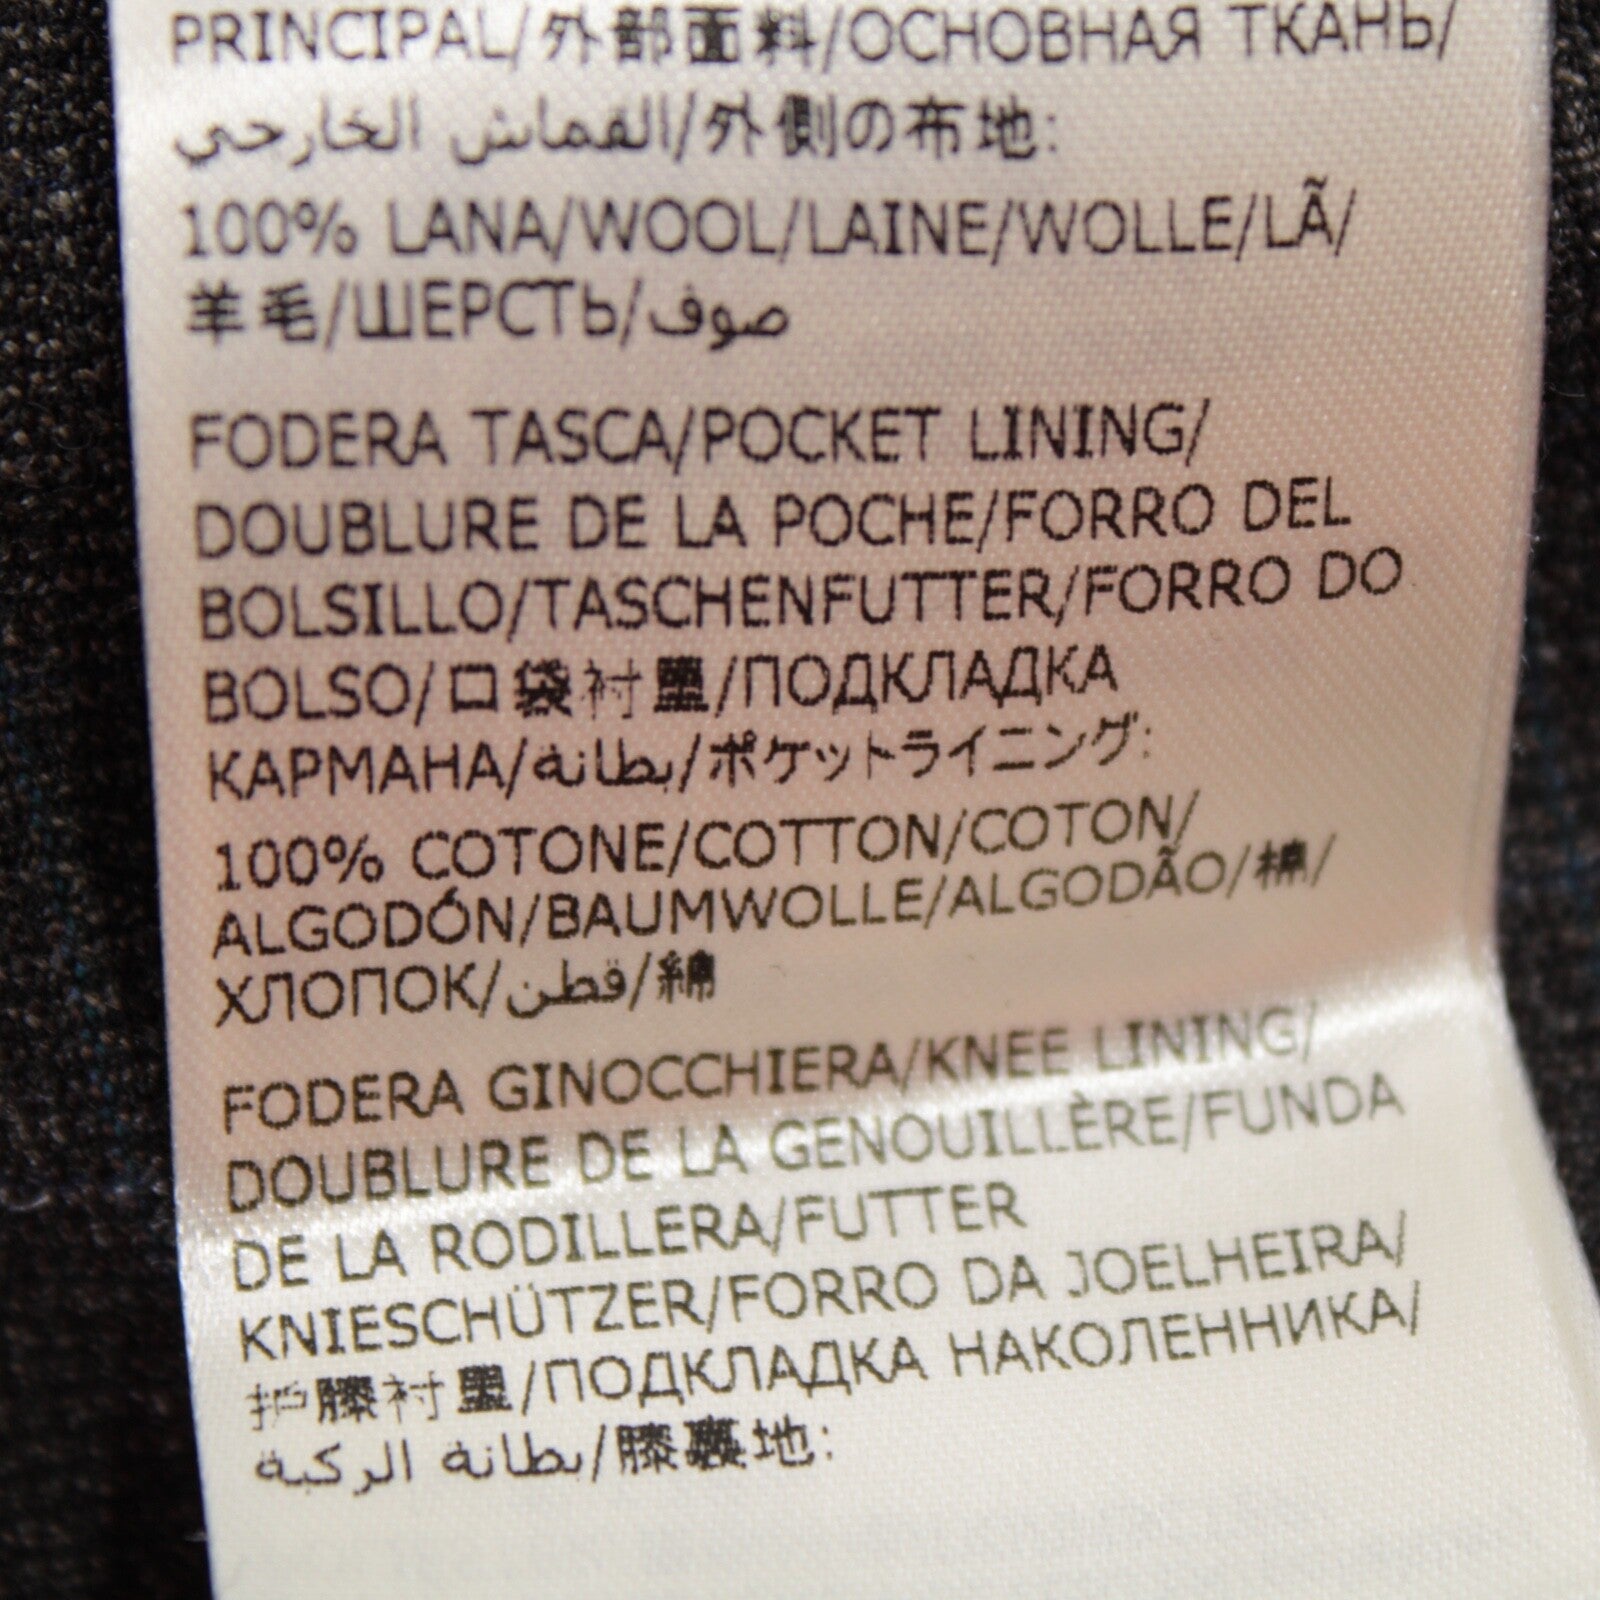 PRINCIPAL/外部面料/ОСНОВНАЯ ТКАНЬ/
القماش الخارجي/外側の布地:
100% LANA/WOOL/LAINE/WOLLE/LÃ/
羊毛/ШЕРСТЬ/صوف
FODERA TASCA/POCKET LINING/
DOUBLURE DE LA POCHE/FORRO DEL
BOLSILLO/TASCHENFUTTER/FORRO DO
BOLSO/口袋衬里/ПОДКЛАДКА
КАРМАНА/بطانة/ポケットライニング:
100% COTONE/COTTON/COTON/
ALGODÓN/BAUMWOLLE/ALGODÃO/棉/
ХЛОПОК/قطن/綿
FODERA GINOCCHIERA/KNEE LINING/
DOUBLURE DE LA GENOUILLÈRE/FUNDA
DE LA RODILLERA/FUTTER
KNIESCHÜTZER/FORRO DA JOELHEIRA/
护膝衬里/ПОДКЛАДКА НАКОЛЕННИКА/
بطانة الركبة/膝裏地: